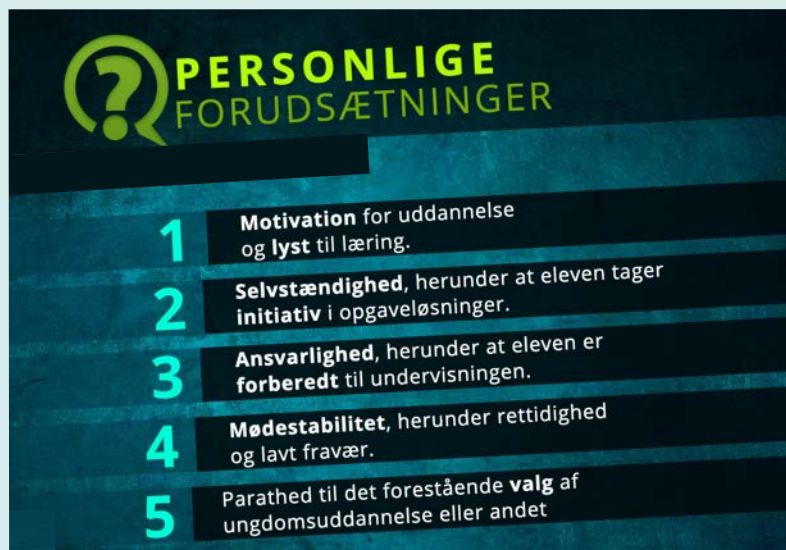 ?
PERSONLIGE
FORUDSÆTNINGER
1
Motivation for uddannelse
og lyst til læring.
2
Selvstændighed, herunder at eleven tager
initiativ i opgaveløsninger.
3
Ansvarlighed, herunder at eleven er
forberedt til undervisningen.
4
Mødestabilitet, herunder rettidighed
og lavt fravær.
5
Parathed til det forestående valg af
ungdomsuddannelse eller andet